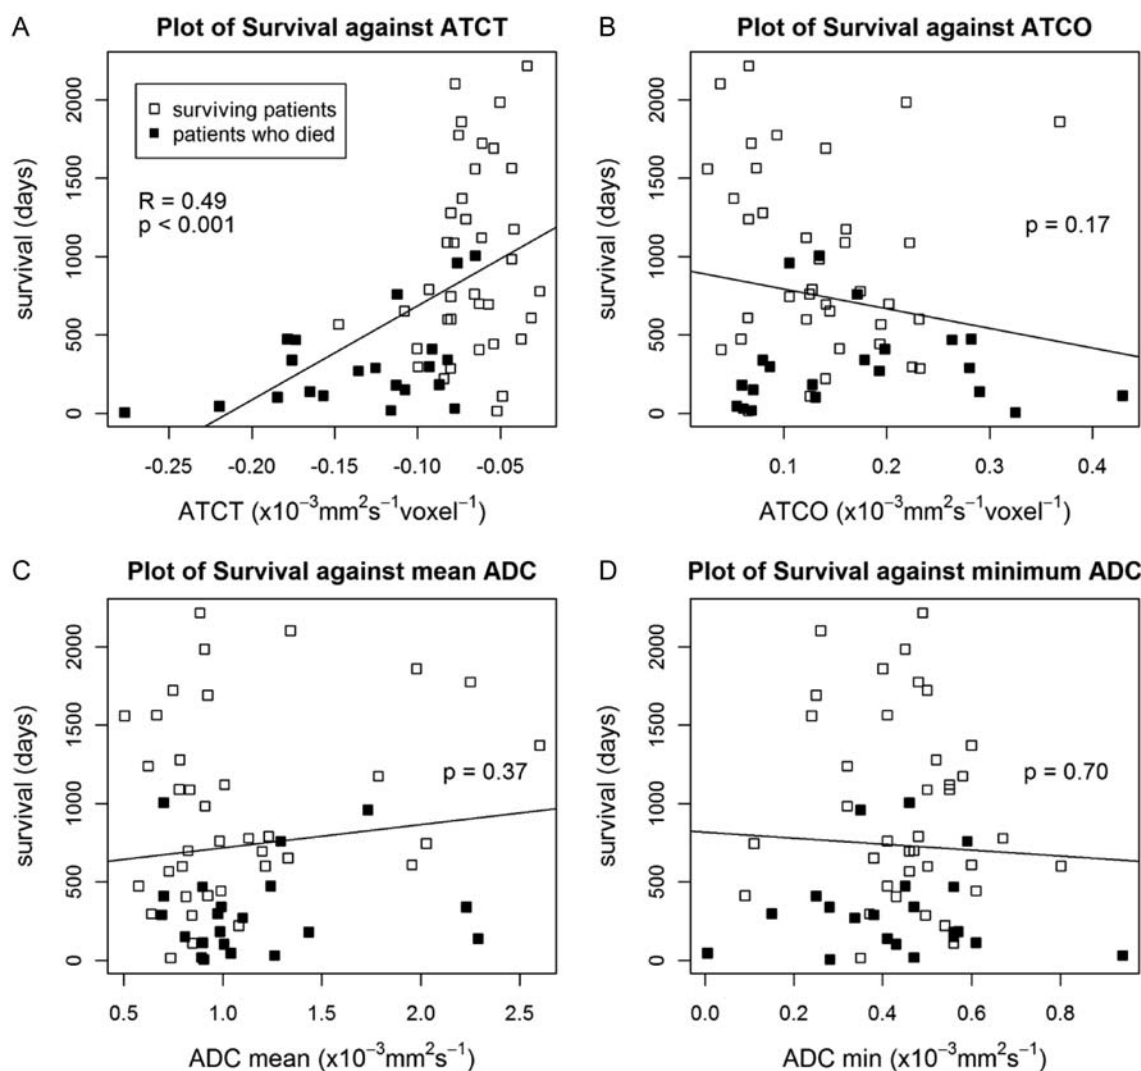 A
Plot of Survival against ATCT
survival (days)
2000
1500
1000
500
0
surviving patients
patients who died
R = 0.49
p < 0.001
-0.25
-0.20
-0.15
-0.10
-0.05
ATCT (x10⁻³mm²s⁻¹voxel⁻¹)
B
Plot of Survival against ATCO
survival (days)
2000
1500
1000
500
0
p = 0.17
0.1
0.2
0.3
0.4
ATCO (x10⁻³mm²s⁻¹voxel⁻¹)
C
Plot of Survival against mean ADC
survival (days)
2000
1500
1000
500
0
p = 0.37
0.5
1.0
1.5
2.0
2.5
ADC mean (x10⁻³mm²s⁻¹)
D
Plot of Survival against minimum ADC
survival (days)
2000
1500
1000
500
0
p = 0.70
0.0
0.2
0.4
0.6
0.8
ADC min (x10⁻³mm²s⁻¹)